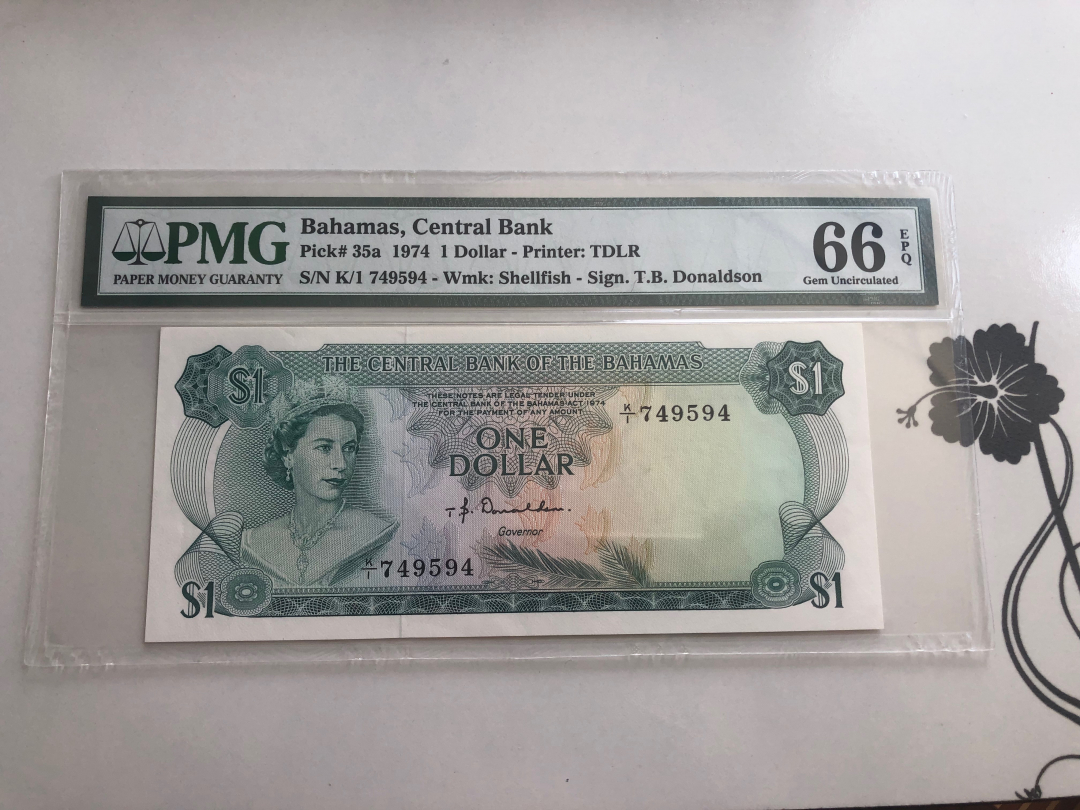 PMG
PAPER MONEY GUARANTY
Bahamas, Central Bank
Pick# 35a 1974 1 Dollar - Printer: TDLR
S/N K/1 749594 - Wmk: Shellfish - Sign. T.B. Donaldson
66
EPQ
Gem Uncirculated
THE CENTRAL BANK OF THE BAHAMAS
$1
$1
THESE NOTES ARE LEGAL TENDER UNDER
THE CENTRAL BANK OF THE BAHAMAS ACT 1974
FOR THE PAYMENT OF ANY AMOUNT
K/1 749594
ONE
DOLLAR
T B. Donaldson.
Governor
K/1 749594
$1
$1